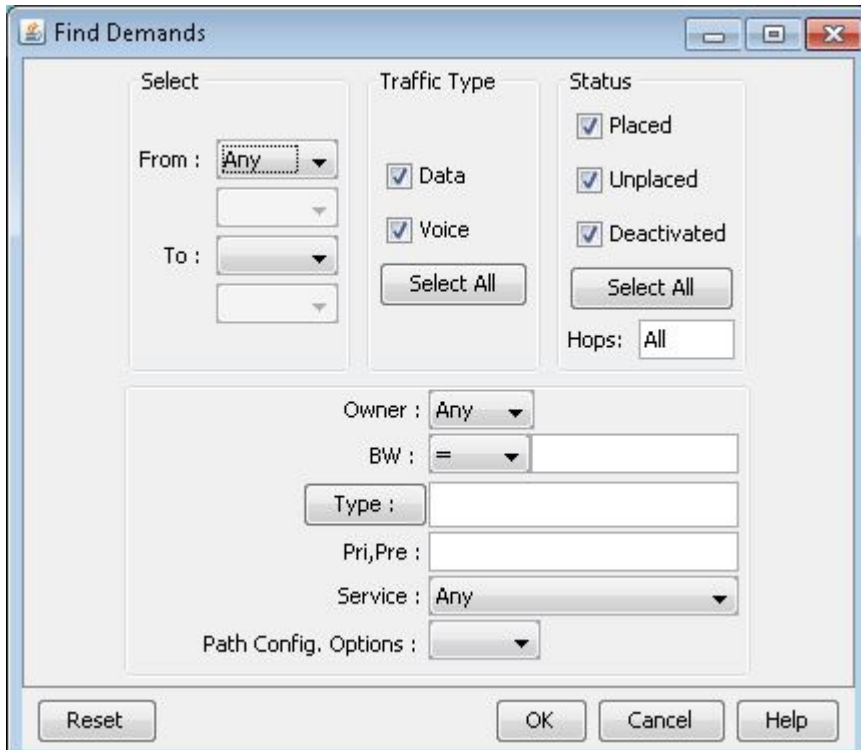 Find Demands
Select
From :
Any
To :
Traffic Type
Data
Voice
Select All
Status
Placed
Unplaced
Deactivated
Select All
Hops: All
Owner : Any
BW : =
Type :
Pri,Pre :
Service : Any
Path Config. Options :
Reset
OK
Cancel
Help